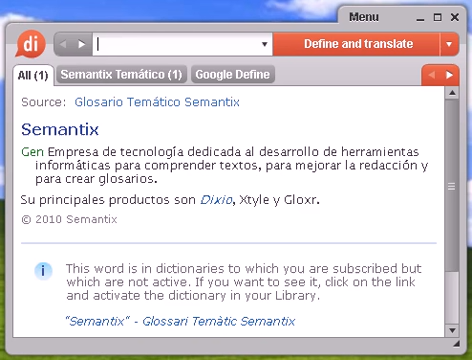 Menu
di
Define and translate
All (1)
Semantix Temático (1)
Google Define
Source: Glosario Temático Semantix
Semantix
Gen Empresa de tecnología dedicada al desarrollo de herramientas
informáticas para comprender textos, para mejorar la redacción y
para crear glosarios.
Su principales productos son Dixio, Xtyle y Gloxr.
© 2010 Semantix
i
This word is in dictionaries to which you are subscribed but
which are not active. If you want to see it, click on the link
and activate the dictionary in your Library.
"Semantix" - Glossari Temàtic Semantix